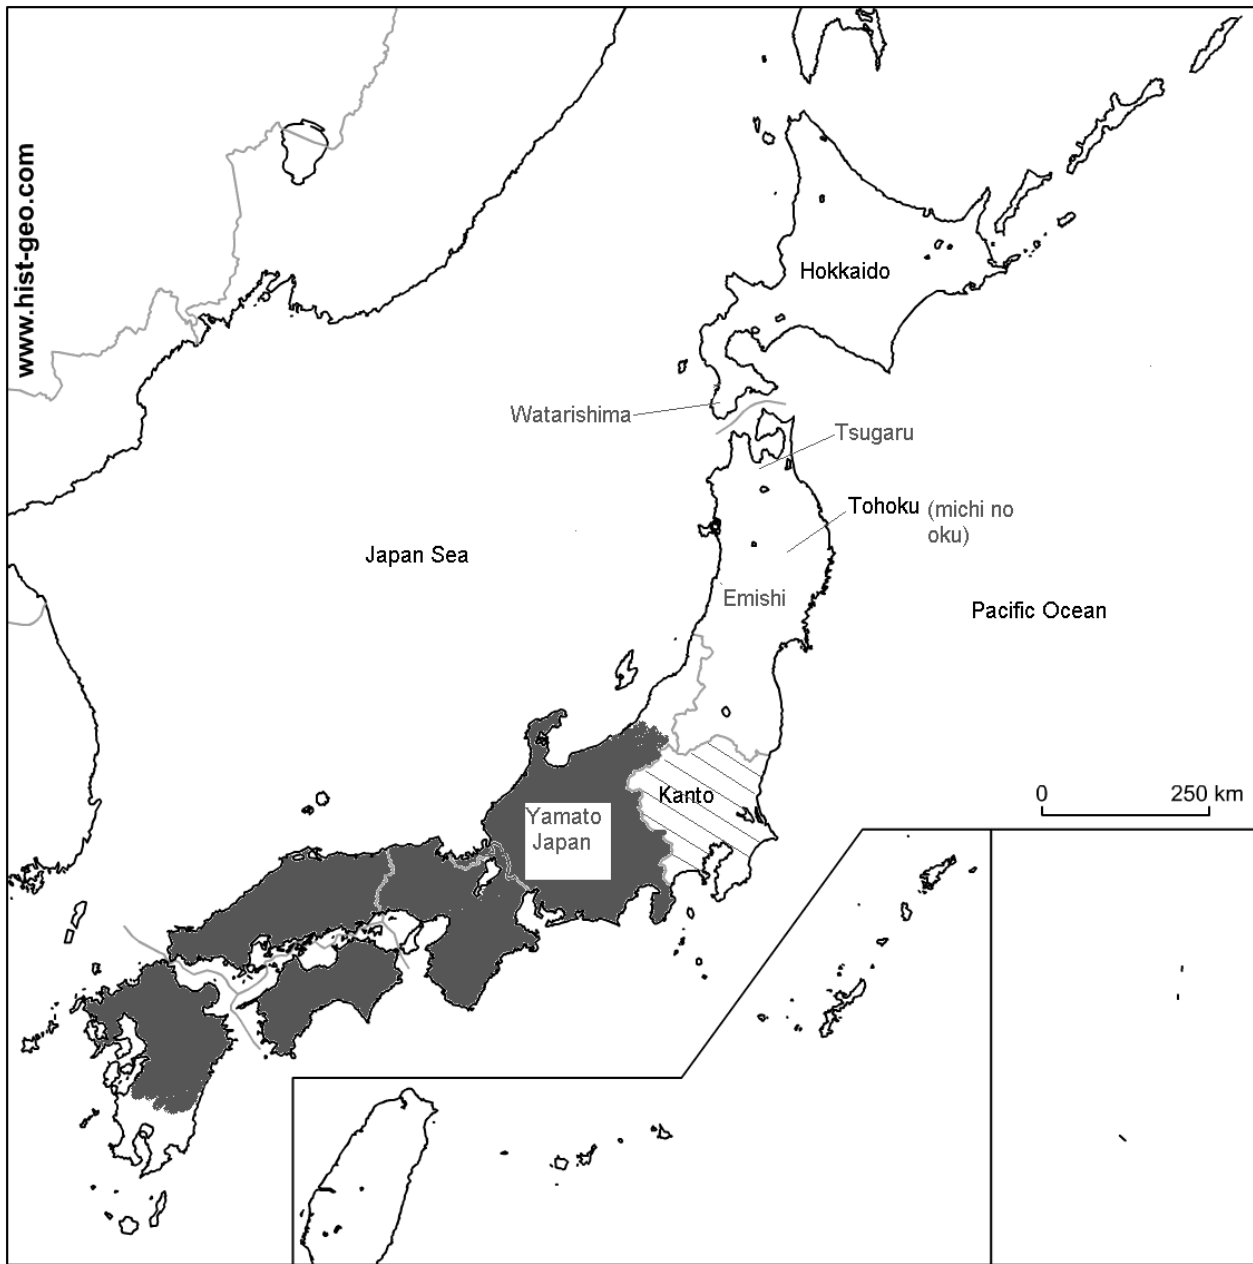 www.hist-geo.com
Hokkaido
Watarishima
Tsugaru
Tohoku (michi no
oku)
Japan Sea
Emishi
Pacific Ocean
Kanto
0 250 km
Yamato
Japan